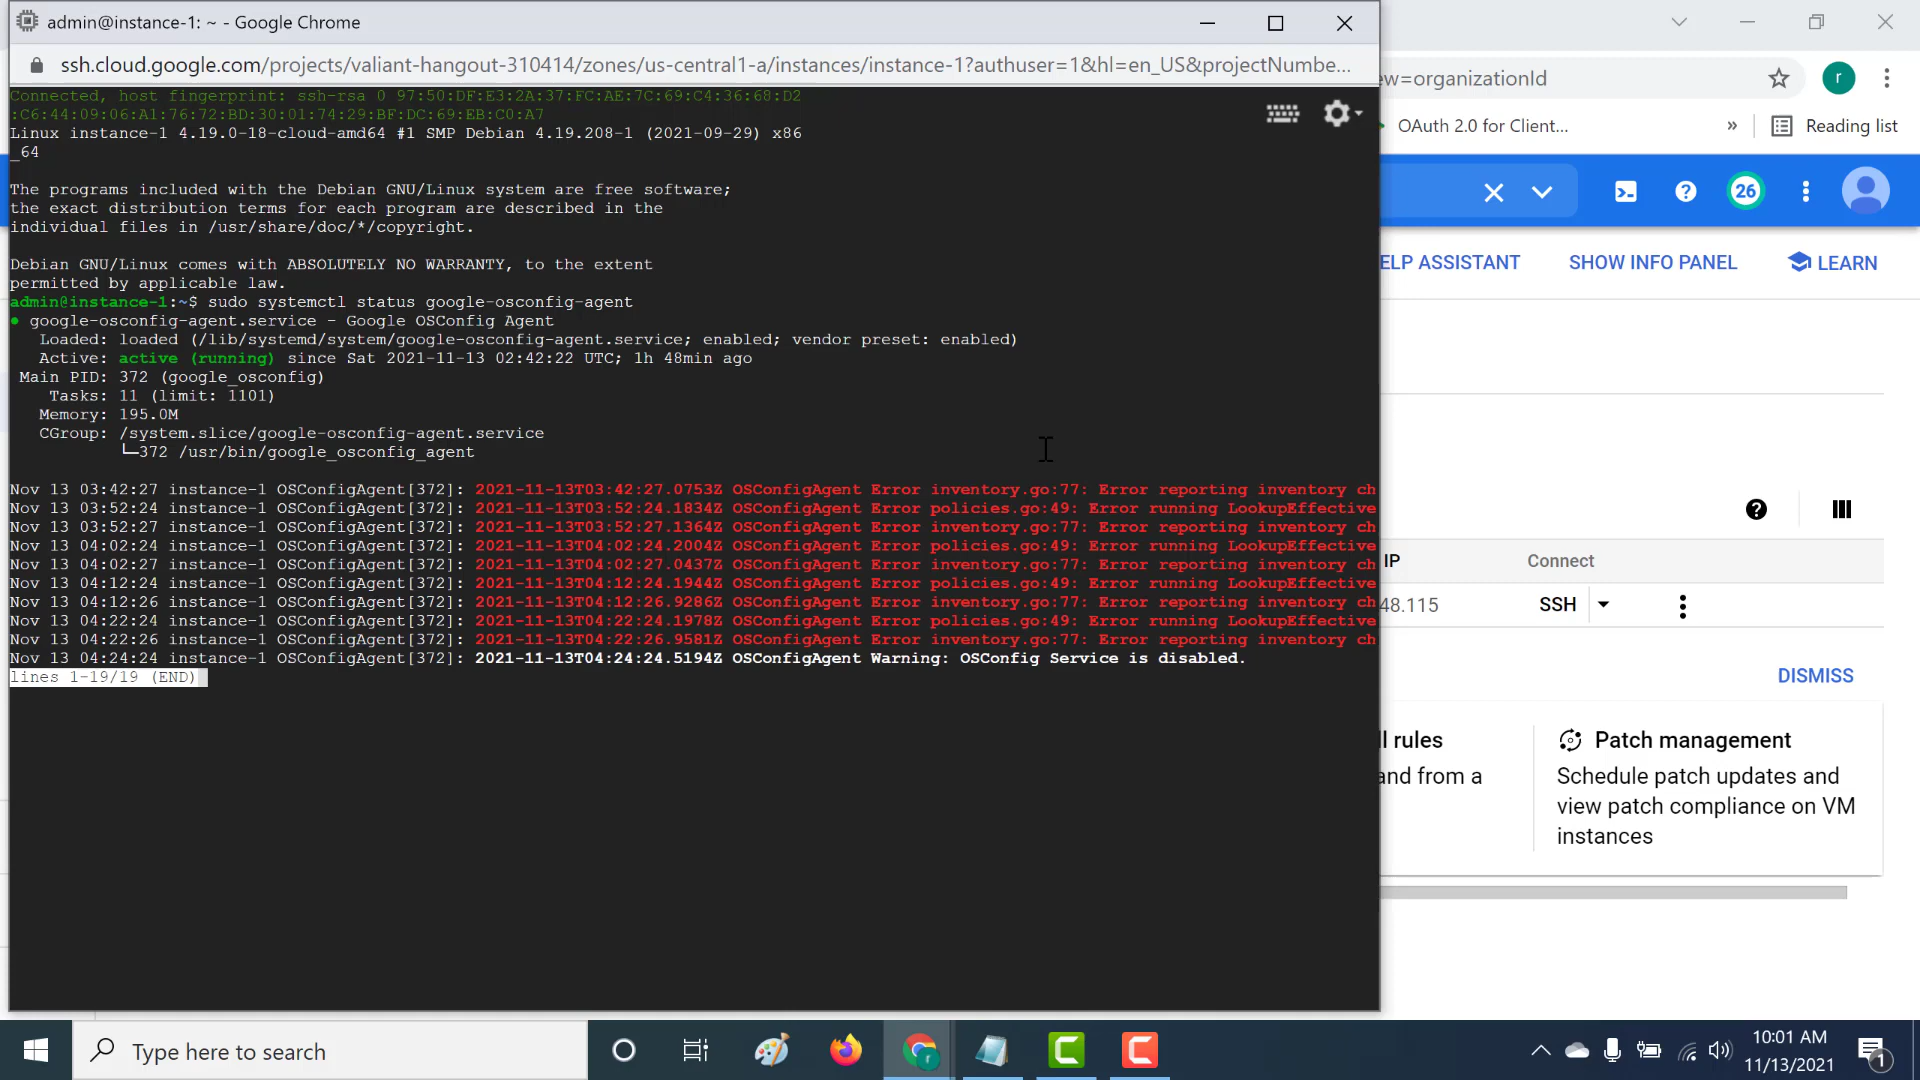 admin@instance-1: ~ - Google Chrome
ssh.cloud.google.com/projects/valiant-hangout-310414/zones/us-central1-a/instances/instance-1?authuser=1&hl=en_US&projectNumbe...
Connected, host fingerprint: ssh-rsa 0 97:50:DF:E3:2A:37:FC:AE:7C:69:C4:36:68:D2
:C6:44:09:06:A1:76:72:BD:30:01:74:29:BF:DC:69:EB:C0:A7
Linux instance-1 4.19.0-18-cloud-amd64 #1 SMP Debian 4.19.208-1 (2021-09-29) x86
_64
The programs included with the Debian GNU/Linux system are free software;
the exact distribution terms for each program are described in the
individual files in /usr/share/doc/*/copyright.
Debian GNU/Linux comes with ABSOLUTELY NO WARRANTY, to the extent
permitted by applicable law.
admin@instance-1:~$ sudo systemctl status google-osconfig-agent
● google-osconfig-agent.service - Google OSConfig Agent
Loaded: loaded (/lib/systemd/system/google-osconfig-agent.service; enabled; vendor preset: enabled)
Active: active (running) since Sat 2021-11-13 02:42:22 UTC; 1h 48min ago
Main PID: 372 (google_osconfig)
Tasks: 11 (limit: 1101)
Memory: 195.0M
CGroup: /system.slice/google-osconfig-agent.service
└─372 /usr/bin/google_osconfig_agent
Nov 13 03:42:27 instance-1 OSConfigAgent[372]: 2021-11-13T03:42:27.0753Z OSConfigAgent Error inventory.go:77: Error reporting inventory ch
Nov 13 03:52:24 instance-1 OSConfigAgent[372]: 2021-11-13T03:52:24.1834Z OSConfigAgent Error policies.go:49: Error running LookupEffective
Nov 13 03:52:27 instance-1 OSConfigAgent[372]: 2021-11-13T03:52:27.1364Z OSConfigAgent Error inventory.go:77: Error reporting inventory ch
Nov 13 04:02:24 instance-1 OSConfigAgent[372]: 2021-11-13T04:02:24.2004Z OSConfigAgent Error policies.go:49: Error running LookupEffective
Nov 13 04:02:27 instance-1 OSConfigAgent[372]: 2021-11-13T04:02:27.0437Z OSConfigAgent Error inventory.go:77: Error reporting inventory ch
Nov 13 04:12:24 instance-1 OSConfigAgent[372]: 2021-11-13T04:12:24.1944Z OSConfigAgent Error policies.go:49: Error running LookupEffective
Nov 13 04:12:26 instance-1 OSConfigAgent[372]: 2021-11-13T04:12:26.9286Z OSConfigAgent Error inventory.go:77: Error reporting inventory ch
Nov 13 04:22:24 instance-1 OSConfigAgent[372]: 2021-11-13T04:22:24.1978Z OSConfigAgent Error policies.go:49: Error running LookupEffective
Nov 13 04:22:26 instance-1 OSConfigAgent[372]: 2021-11-13T04:22:26.9581Z OSConfigAgent Error inventory.go:77: Error reporting inventory ch
Nov 13 04:24:24 instance-1 OSConfigAgent[372]: 2021-11-13T04:24:24.5194Z OSConfigAgent Warning: OSConfig Service is disabled.
lines 1-19/19 (END)
ew=organizationId
r
OAuth 2.0 for Client...
»
Reading list
26
ELP ASSISTANT
SHOW INFO PANEL
LEARN
IP
Connect
48.115
SSH
DISMISS
ll rules
and from a
Patch management
Schedule patch updates and
view patch compliance on VM
instances
Type here to search
10:01 AM
11/13/2021
1